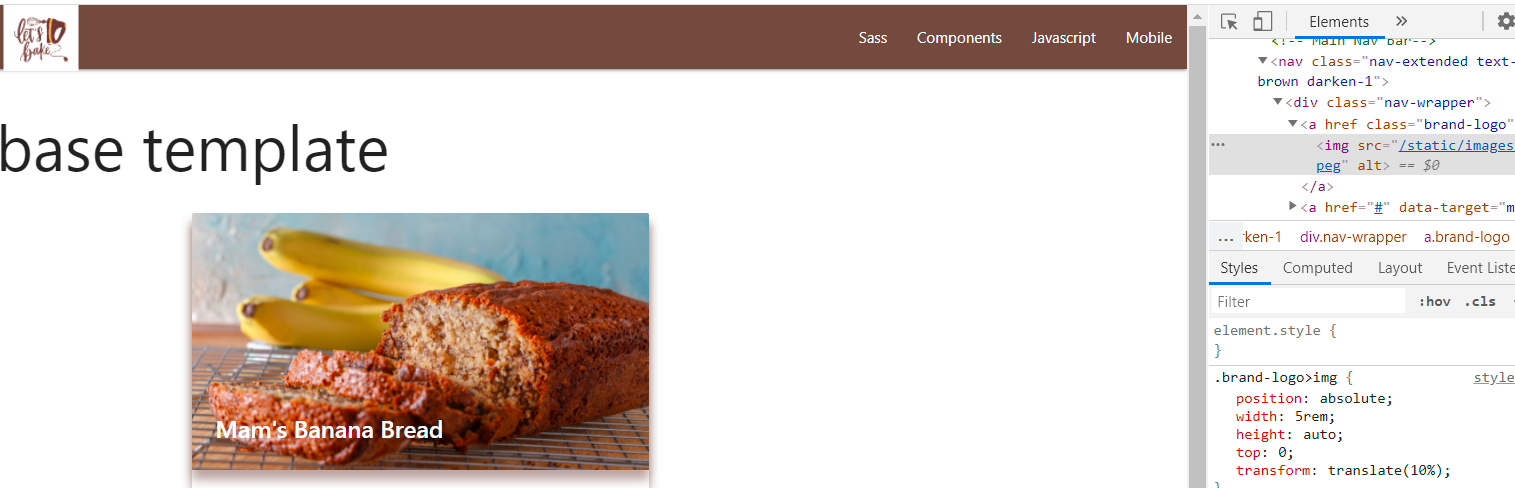 let's
bake
Sass Components Javascript Mobile
base template
Mam's Banana Bread
Elements »
<!-- Main Nav Bar-->
▼<nav class="nav-extended text-
brown darken-1">
▼<div class="nav-wrapper">
▼<a href class="brand-logo"
… <img src="/static/images
peg" alt> == $0
</a>
▶<a href="#" data-target="m
… rken-1 div.nav-wrapper a.brand-logo
Styles Computed Layout Event Liste
Filter :hov .cls
element.style {
}
.brand-logo>img { style
position: absolute;
width: 5rem;
height: auto;
top: 0;
transform: translate(10%);
}